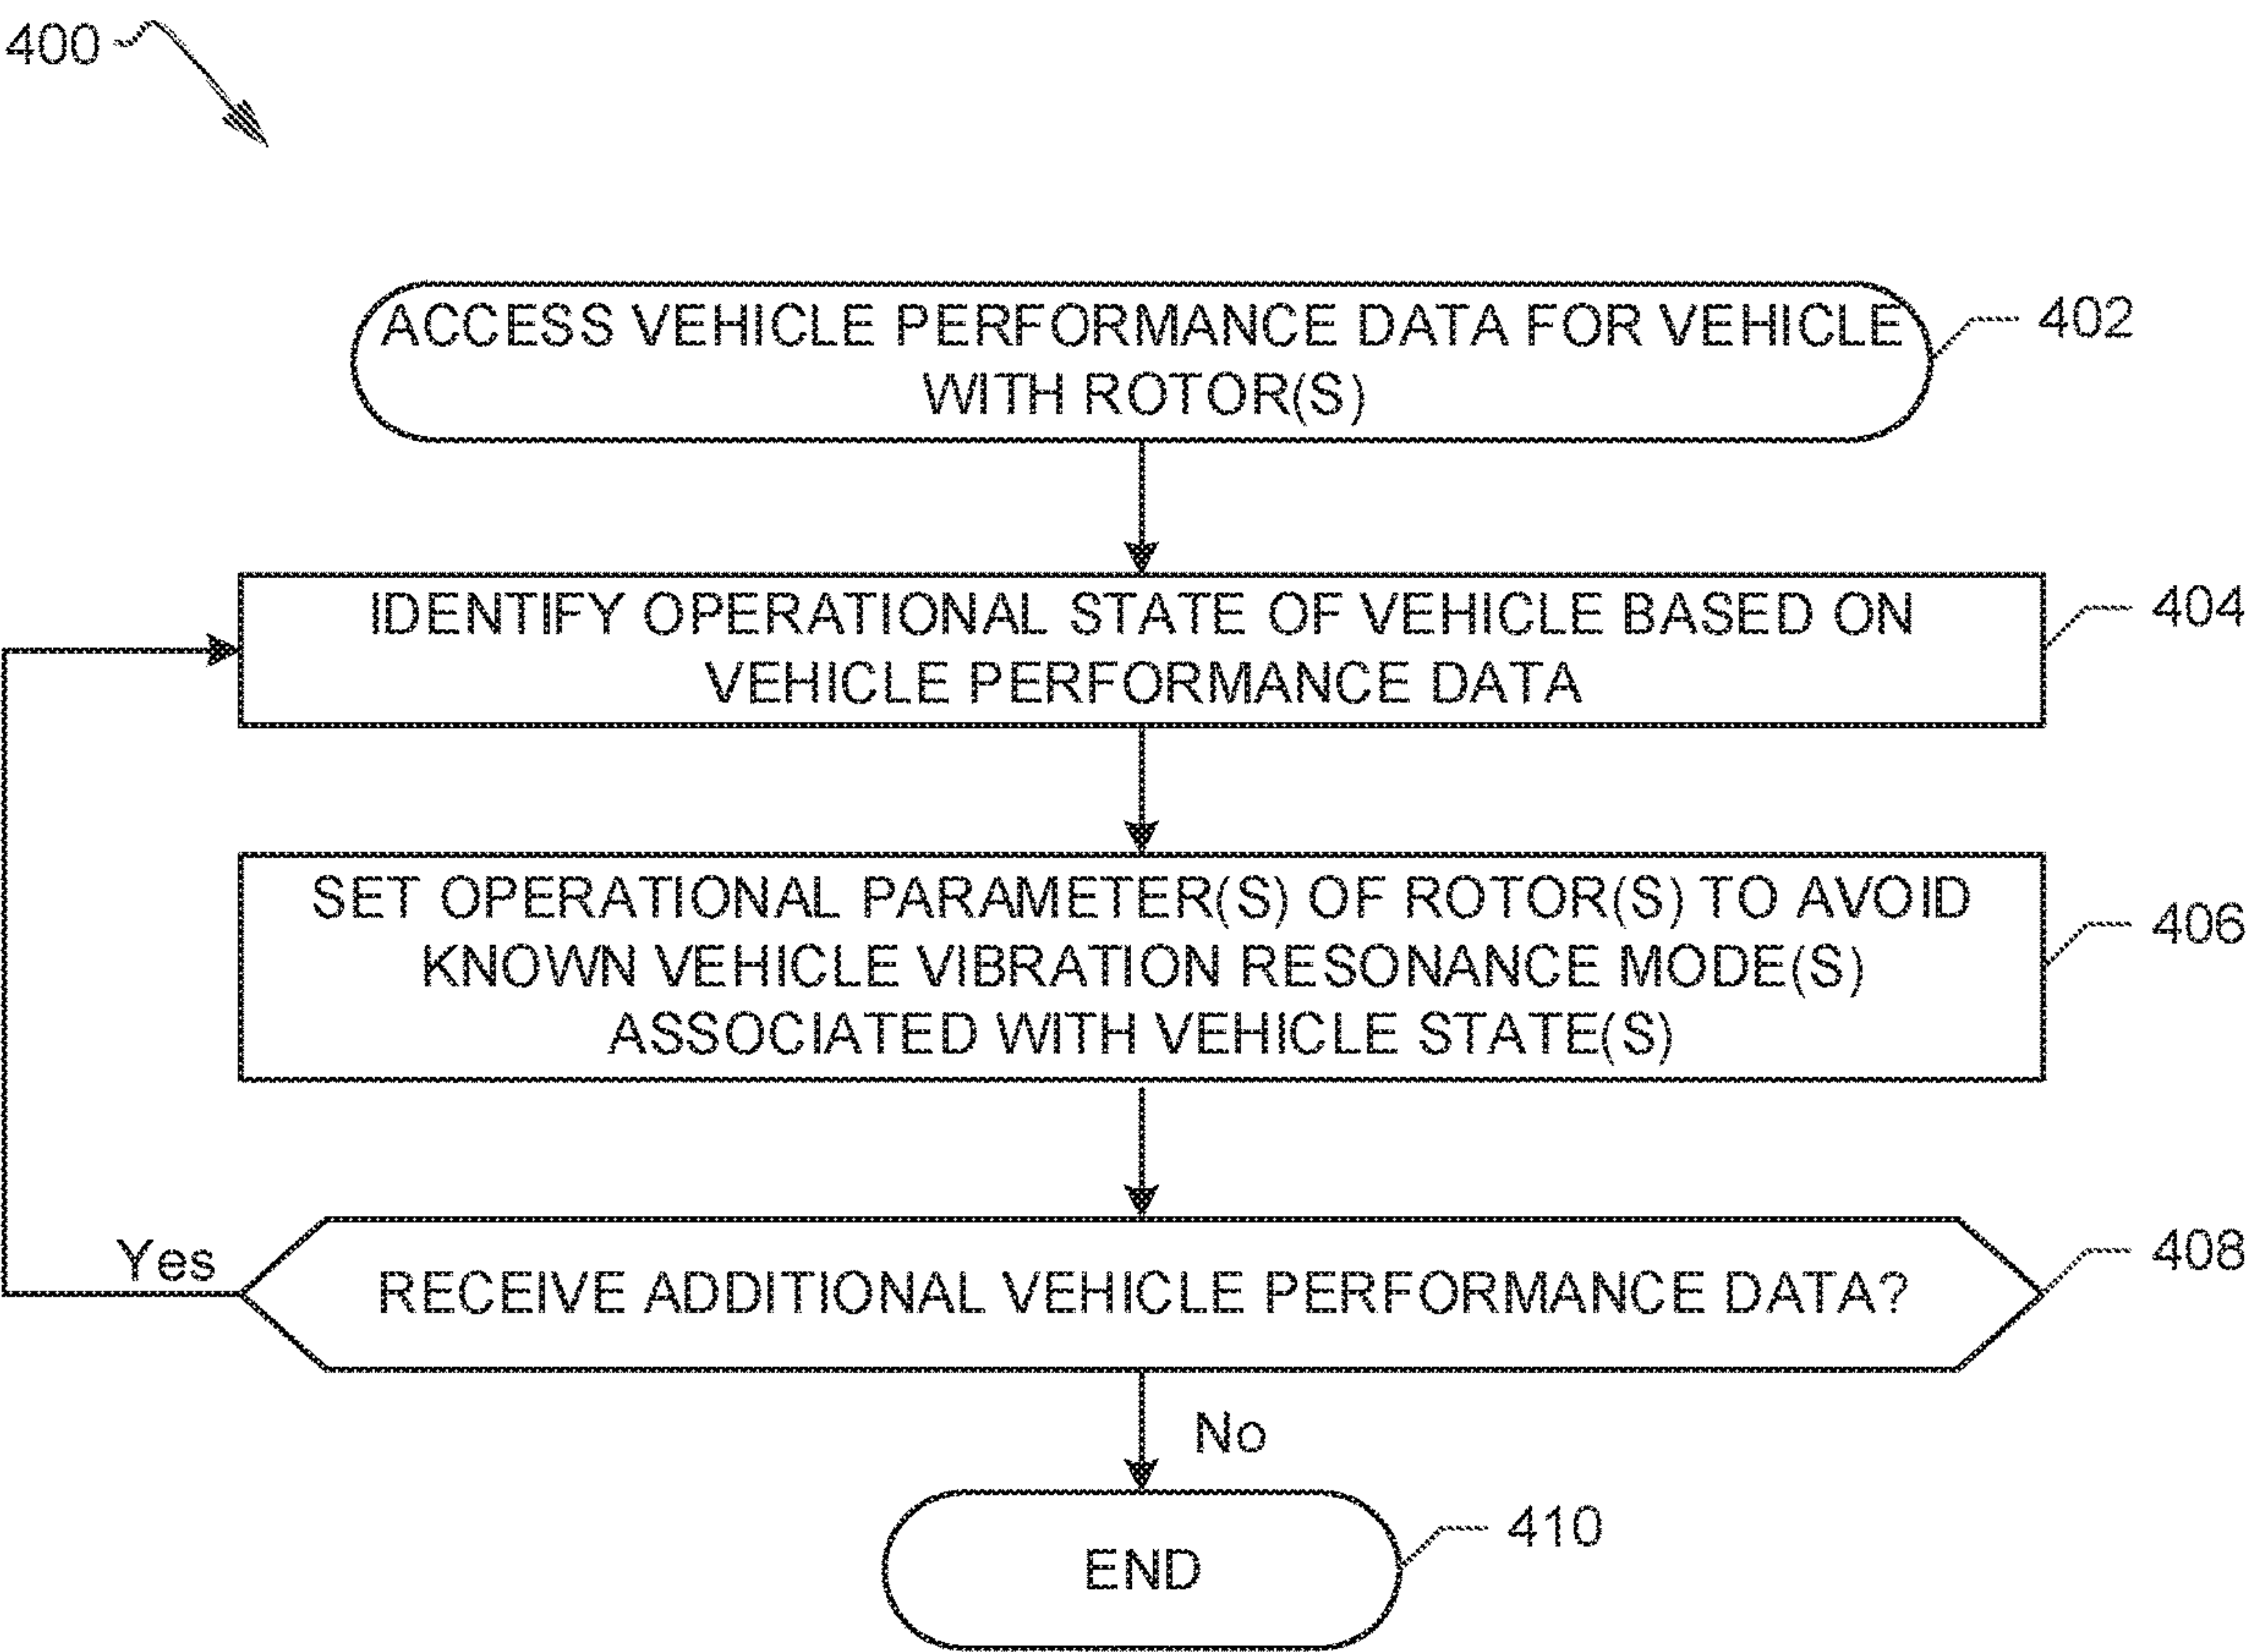 400
ACCESS VEHICLE PERFORMANCE DATA FOR VEHICLE
WITH ROTOR(S)
402
IDENTIFY OPERATIONAL STATE OF VEHICLE BASED ON
VEHICLE PERFORMANCE DATA
404
SET OPERATIONAL PARAMETER(S) OF ROTOR(S) TO AVOID
KNOWN VEHICLE VIBRATION RESONANCE MODE(S)
ASSOCIATED WITH VEHICLE STATE(S)
406
Yes
RECEIVE ADDITIONAL VEHICLE PERFORMANCE DATA?
408
No
END
410